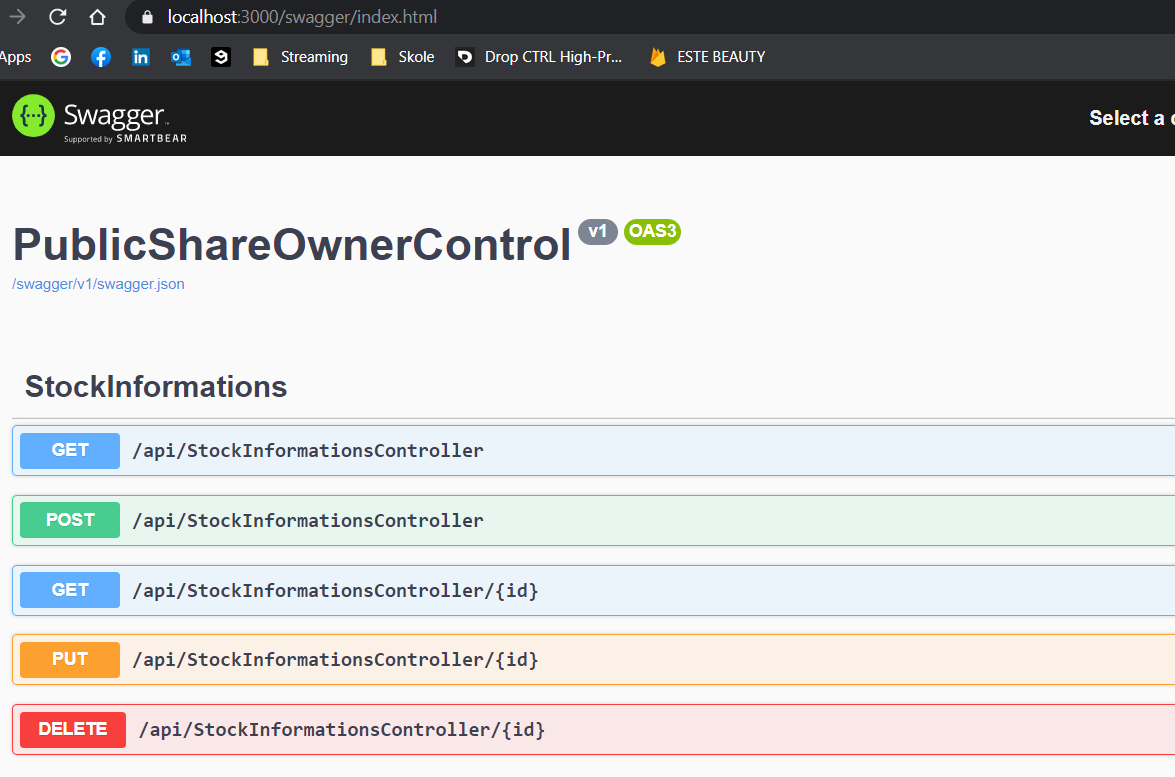 localhost:3000/swagger/index.html
Apps Streaming Skole Drop CTRL High-Pr... ESTE BEAUTY
Swagger
Supported by SMARTBEAR
Select a
PublicShareOwnerControl v1 OAS3
/swagger/v1/swagger.json
StockInformations
GET /api/StockInformationsController
POST /api/StockInformationsController
GET /api/StockInformationsController/{id}
PUT /api/StockInformationsController/{id}
DELETE /api/StockInformationsController/{id}